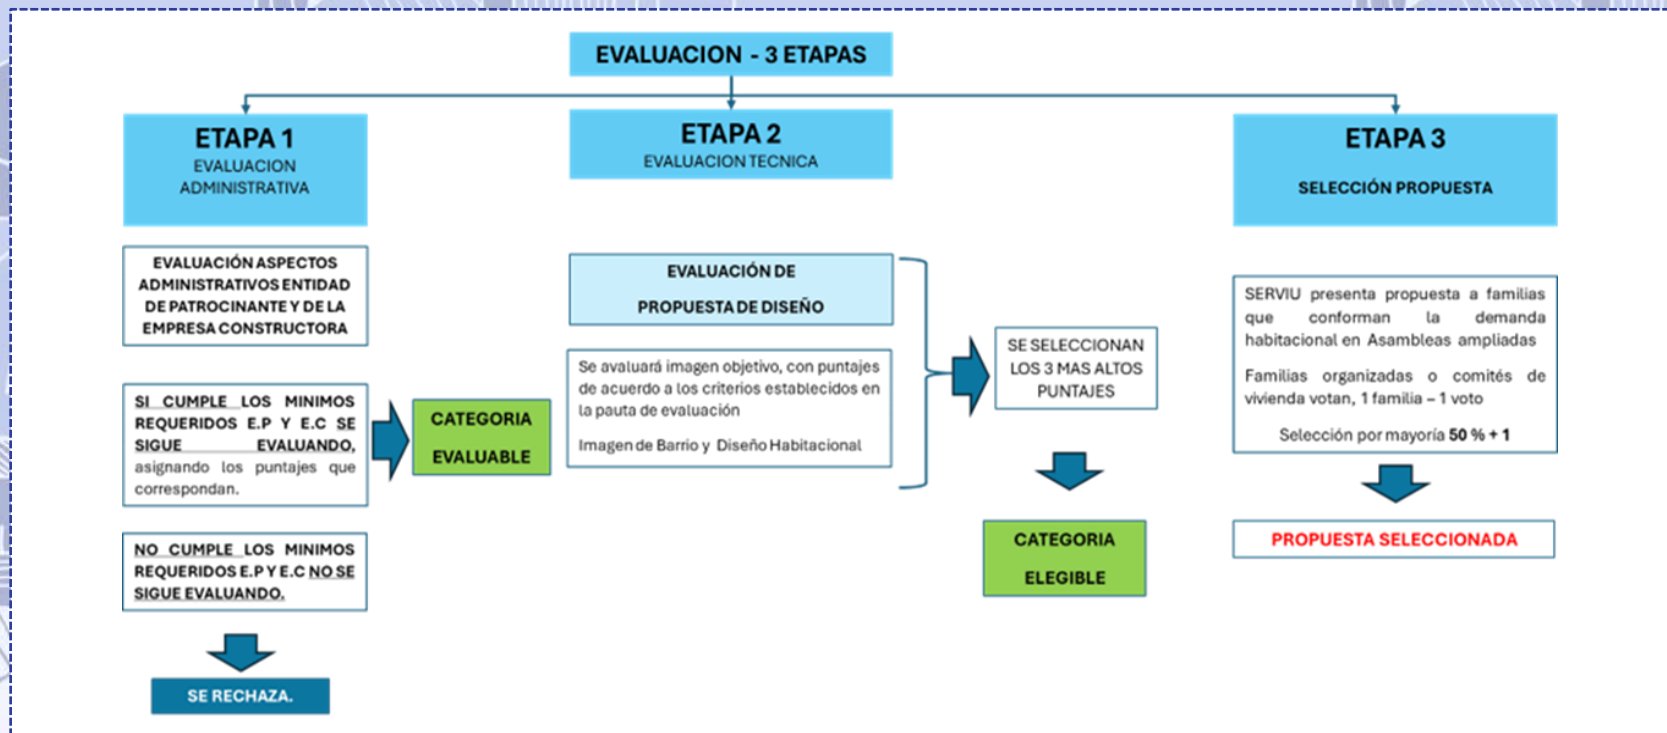 EVALUACION - 3 ETAPAS
ETAPA 1
EVALUACION
ADMINISTRATIVA
EVALUACIÓN ASPECTOS
ADMINISTRATIVOS ENTIDAD
DE PATROCINANTE Y DE LA
EMPRESA CONSTRUCTORA
SI CUMPLE LOS MINIMOS
REQUERIDOS E.P Y E.C SE
SIGUE EVALUANDO,
asignando los puntajes que
correspondan.
CATEGORIA
EVALUABLE
NO CUMPLE LOS MINIMOS
REQUERIDOS E.P Y E.C NO SE
SIGUE EVALUANDO.
SE RECHAZA.
ETAPA 2
EVALUACION TECNICA
EVALUACIÓN DE
PROPUESTA DE DISEÑO
Se avaluará imagen objetivo, con puntajes
de acuerdo a los criterios establecidos en
la pauta de evaluación
Imagen de Barrio y Diseño Habitacional
SE SELECCIONAN
LOS 3 MAS ALTOS
PUNTAJES
CATEGORIA
ELEGIBLE
ETAPA 3
SELECCIÓN PROPUESTA
SERVIU presenta propuesta a familias
que conforman la demanda
habitacional en Asambleas ampliadas
Familias organizadas o comités de
vivienda votan, 1 familia – 1 voto
Selección por mayoría 50 % + 1
PROPUESTA SELECCIONADA